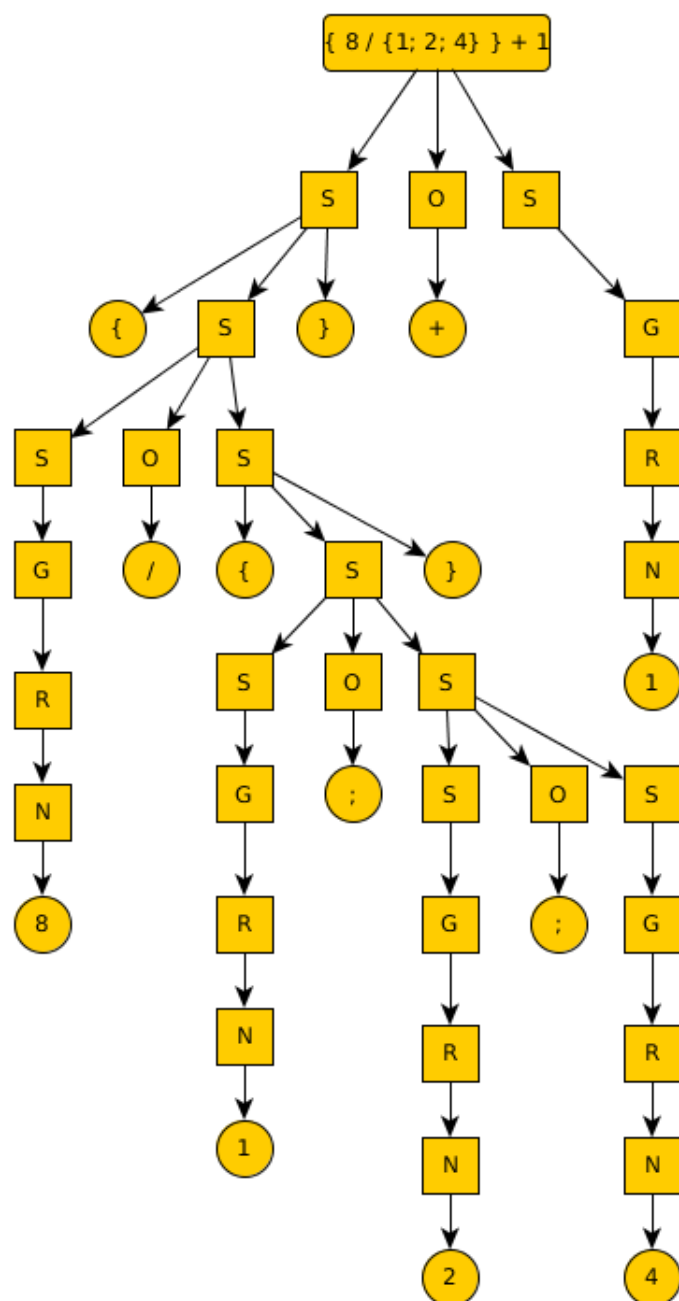 { 8 / {1; 2; 4} } + 1
S O S
{ S } + G
S O S R
G / { S } N
S O S 1
R
G ; S O S
N
8 R G ; G
N
R R
1
N N
2 4